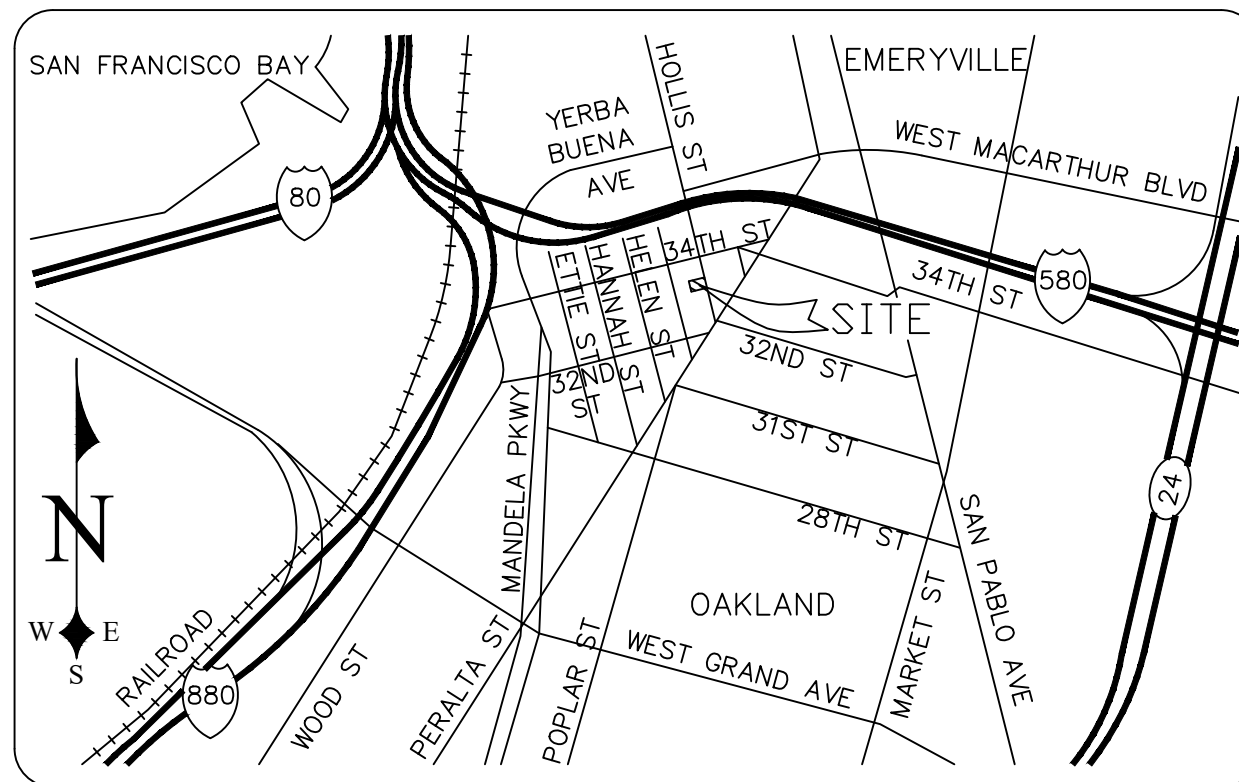 SAN FRANCISCO BAY
EMERYVILLE
HOLLIS ST
YERBA
BUENA
AVE
WEST MACARTHUR BLVD
80
34TH ST
580
34TH ST
ETTIE ST
HANNAH ST
HELEN ST
SITE
32ND ST
32ND
ST
31ST ST
MANDELA PKWY
28TH ST
24
SAN PABLO AVE
N
W E
S
OAKLAND
MARKET ST
RAILROAD
880
WOOD ST
PERALTA ST
POPLAR ST
WEST GRAND AVE